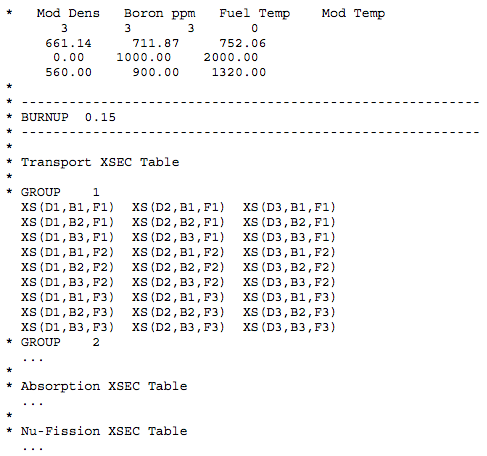 *   Mod Dens   Boron ppm   Fuel Temp    Mod Temp
       3       3       3       0
     661.14     711.87     752.06
      0.00    1000.00    2000.00
     560.00     900.00    1320.00
*
* -----------------------------------------------------------
* BURNUP  0.15
* -----------------------------------------------------------
*
* Transport XSEC Table
*
* GROUP    1
  XS(D1,B1,F1)  XS(D2,B1,F1)  XS(D3,B1,F1)
  XS(D1,B2,F1)  XS(D2,B2,F1)  XS(D3,B2,F1)
  XS(D1,B3,F1)  XS(D2,B3,F1)  XS(D3,B3,F1)
  XS(D1,B1,F2)  XS(D2,B1,F2)  XS(D3,B1,F2)
  XS(D1,B2,F2)  XS(D2,B2,F2)  XS(D3,B2,F2)
  XS(D1,B3,F2)  XS(D2,B3,F2)  XS(D3,B3,F2)
  XS(D1,B1,F3)  XS(D2,B1,F3)  XS(D3,B1,F3)
  XS(D1,B2,F3)  XS(D2,B2,F3)  XS(D3,B2,F3)
  XS(D1,B3,F3)  XS(D2,B3,F3)  XS(D3,B3,F3)
* GROUP    2
  ...
*
* Absorption XSEC Table
  ...
*
* Nu-Fission XSEC Table
  ...